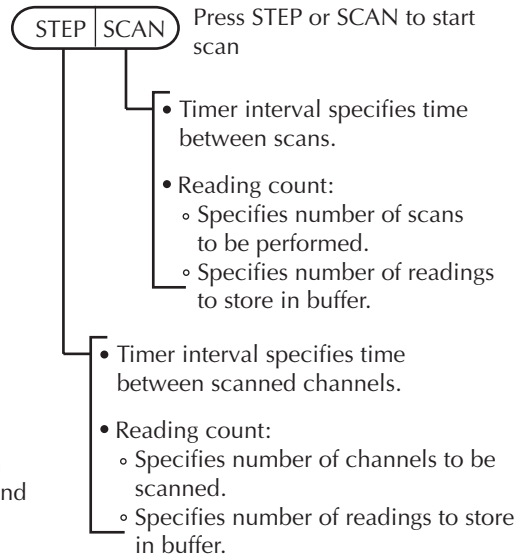 STEP SCAN
Press STEP or SCAN to start
scan
• Timer interval specifies time
between scans.
• Reading count:
∘ Specifies number of scans
to be performed.
∘ Specifies number of readings
to store in buffer.
• Timer interval specifies time
between scanned channels.
• Reading count:
∘ Specifies number of channels to be
scanned.
nd
∘ Specifies number of readings to store
in buffer.